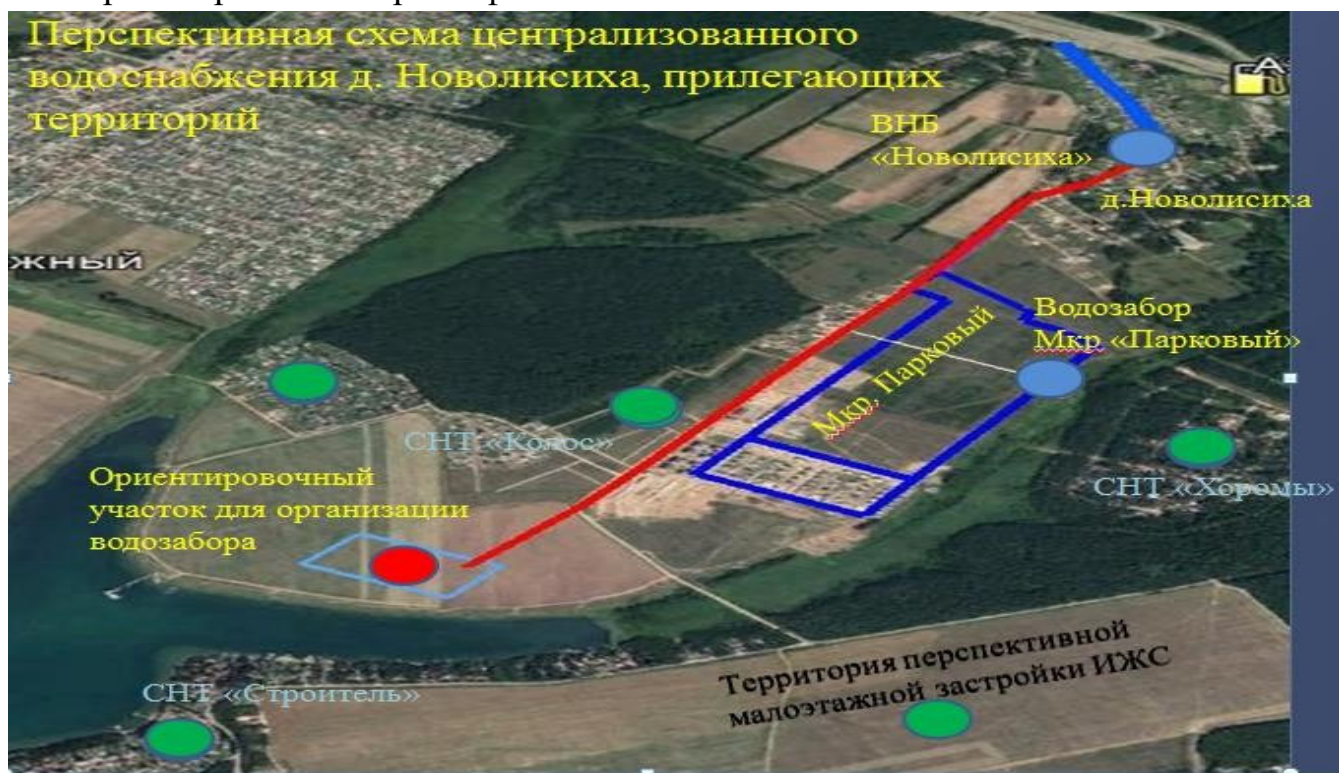 Перспективная схема централизованного
водоснабжения д. Новолисиха, прилегающих
территорий
ВНБ
«Новолисиха»
д.Новолисиха
жный
Водозабор
Мкр «Парковый»
Мкр, Парковый
СНТ «Колос»
СНТ «Хоромы»
Ориентировочный
участок для организации
водозабора
Территория перспективной
малоэтажной застройки ИЖС
СНТ «Строитель»